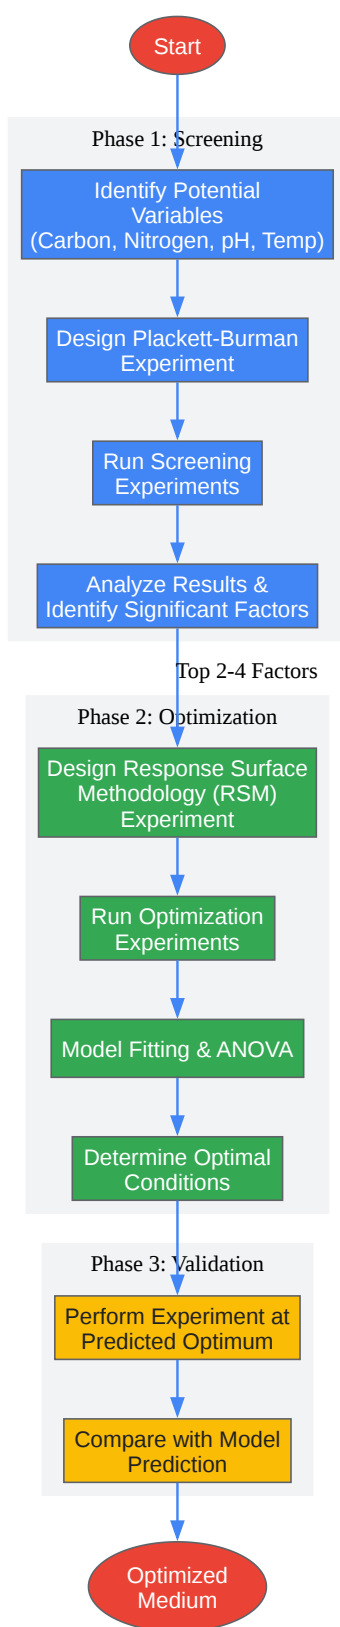 Start
Phase 1: Screening
Identify Potential
Variables
(Carbon, Nitrogen, pH, Temp)
Design Plackett-Burman
Experiment
Run Screening
Experiments
Analyze Results &
Identify Significant Factors
Top 2-4 Factors
Phase 2: Optimization
Design Response Surface
Methodology (RSM)
Experiment
Run Optimization
Experiments
Model Fitting & ANOVA
Determine Optimal
Conditions
Phase 3: Validation
Perform Experiment at
Predicted Optimum
Compare with Model
Prediction
Optimized
Medium